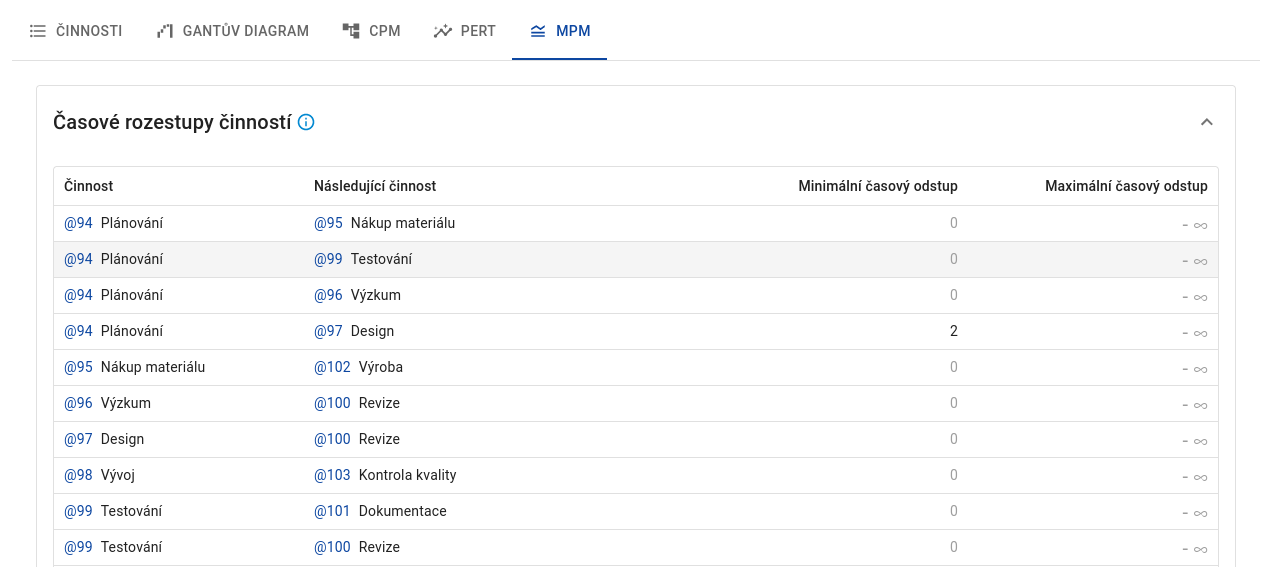 ČINNOSTI GANTŮV DIAGRAM CPM PERT MPM
Časové rozestupy činností
Činnost Následující činnost Minimální časový odstup Maximální časový odstup
@94 Plánování @95 Nákup materiálu 0 - ∞
@94 Plánování @99 Testování 0 - ∞
@94 Plánování @96 Výzkum 0 - ∞
@94 Plánování @97 Design 2 - ∞
@95 Nákup materiálu @102 Výroba 0 - ∞
@96 Výzkum @100 Revize 0 - ∞
@97 Design @100 Revize 0 - ∞
@98 Vývoj @103 Kontrola kvality 0 - ∞
@99 Testování @101 Dokumentace 0 - ∞
@99 Testování @100 Revize 0 - ∞